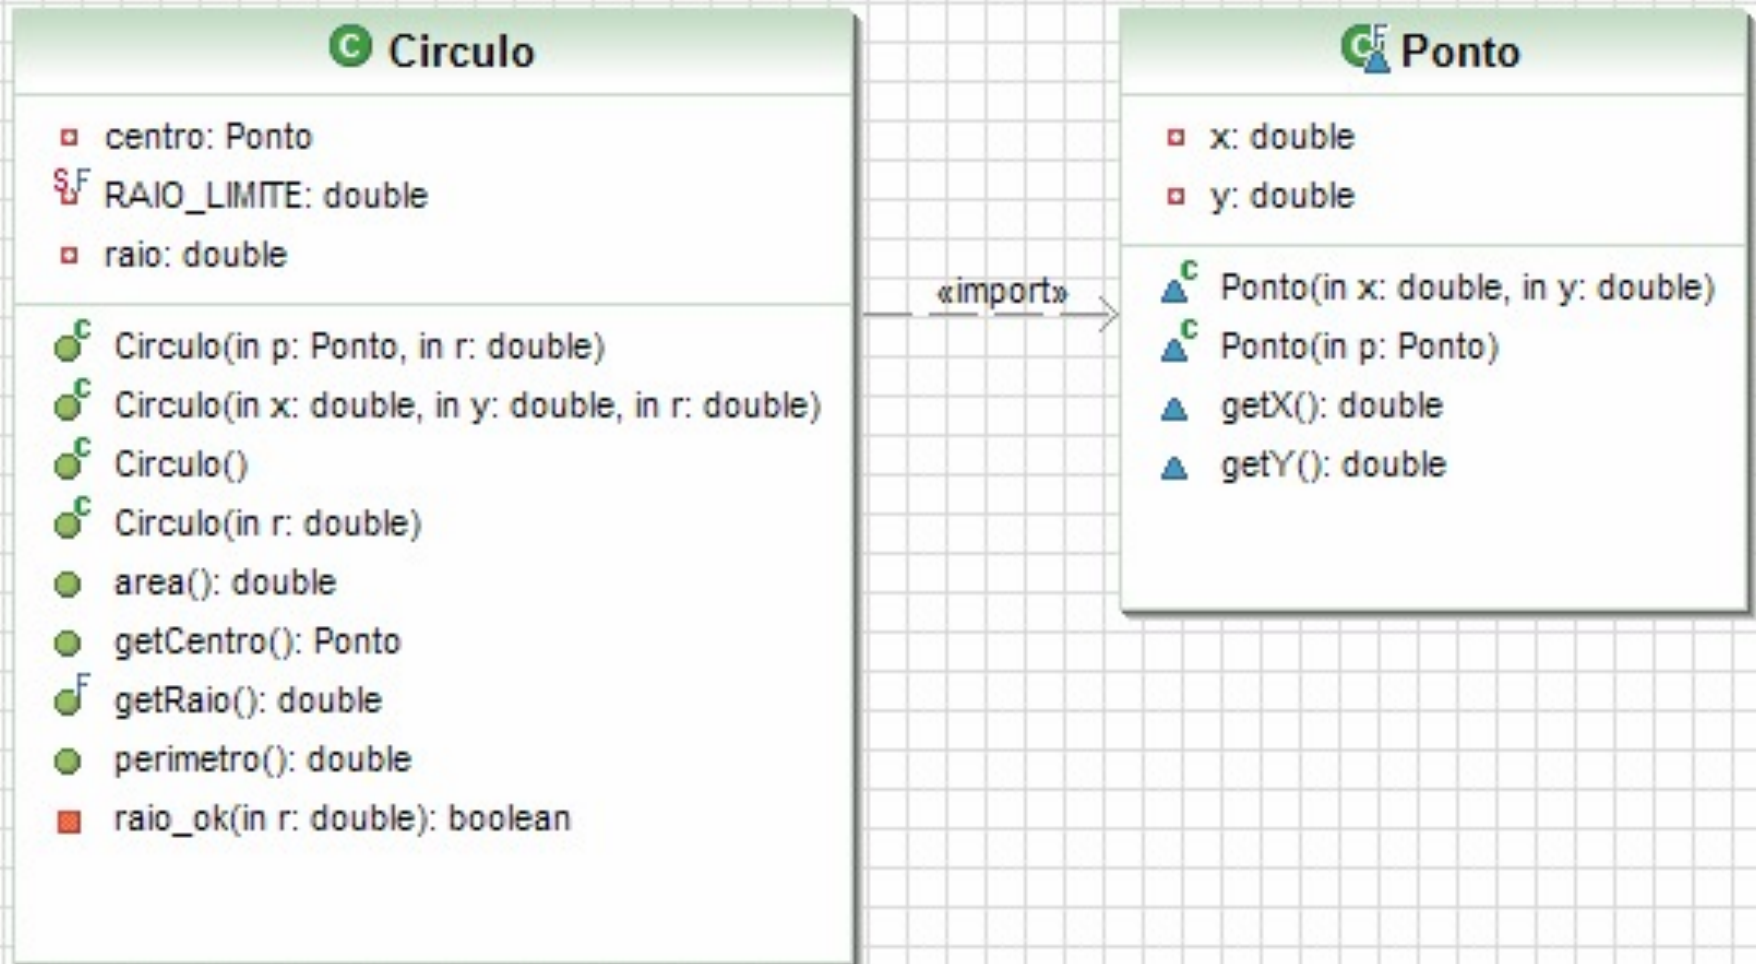 C Circulo
centro: Ponto
S F RAIO_LIMITE: double
raio: double
C Circulo(in p: Ponto, in r: double)
C Circulo(in x: double, in y: double, in r: double)
C Circulo()
C Circulo(in r: double)
area(): double
getCentro(): Ponto
F getRaio(): double
perimetro(): double
raio_ok(in r: double): boolean
«import»
C F Ponto
x: double
y: double
C Ponto(in x: double, in y: double)
C Ponto(in p: Ponto)
getX(): double
getY(): double